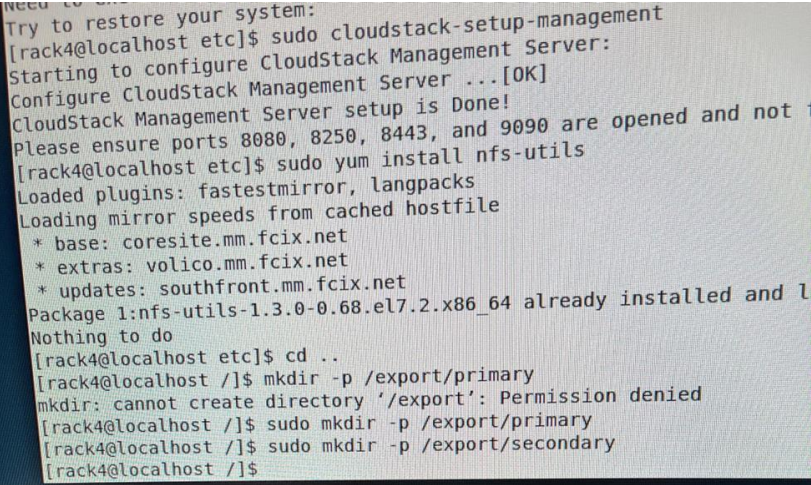 Try to restore your system:
[rack4@localhost etc]$ sudo cloudstack-setup-management
Starting to configure CloudStack Management Server:
Configure CloudStack Management Server ...[OK]
CloudStack Management Server setup is Done!
Please ensure ports 8080, 8250, 8443, and 9090 are opened and not
[rack4@localhost etc]$ sudo yum install nfs-utils
Loaded plugins: fastestmirror, langpacks
Loading mirror speeds from cached hostfile
* base: coresite.mm.fcix.net
* extras: volico.mm.fcix.net
* updates: southfront.mm.fcix.net
Package 1:nfs-utils-1.3.0-0.68.el7.2.x86_64 already installed and l
Nothing to do
[rack4@localhost etc]$ cd ..
[rack4@localhost /]$ mkdir -p /export/primary
mkdir: cannot create directory ‘/export’: Permission denied
[rack4@localhost /]$ sudo mkdir -p /export/primary
[rack4@localhost /]$ sudo mkdir -p /export/secondary
[rack4@localhost /]$